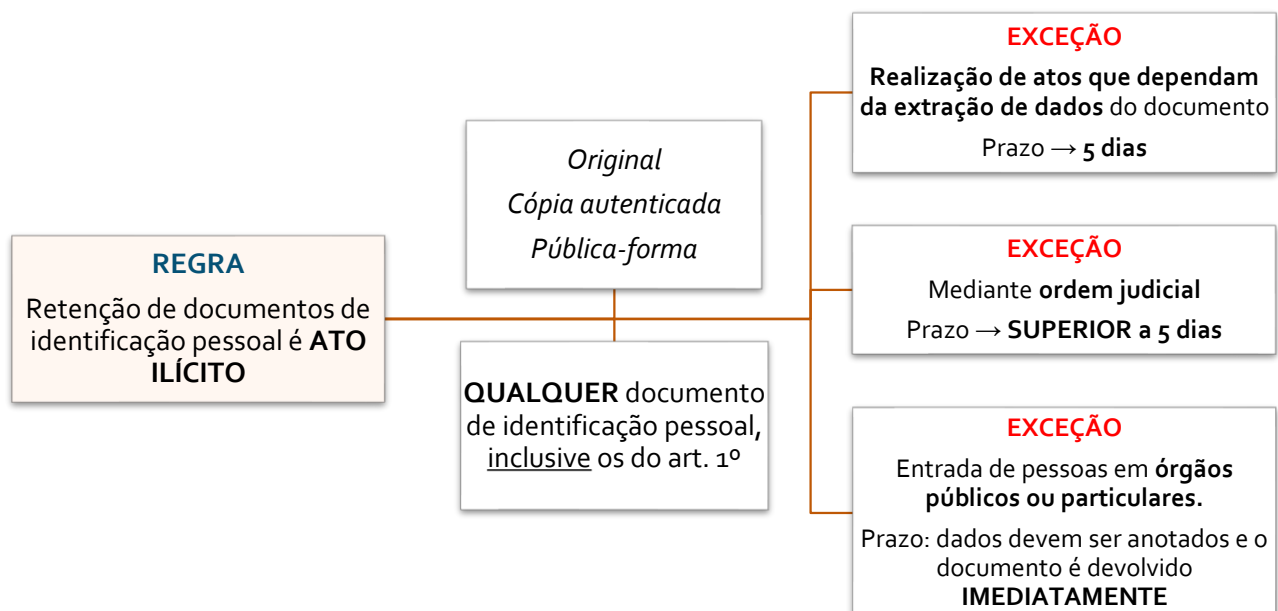 REGRA
Retenção de documentos de
identificação pessoal é ATO
ILÍCITO
Original
Cópia autenticada
Pública-forma
QUALQUER documento
de identificação pessoal,
inclusive os do art. 1º
EXCEÇÃO
Realização de atos que dependam
da extração de dados do documento
Prazo → 5 dias
EXCEÇÃO
Mediante ordem judicial
Prazo → SUPERIOR a 5 dias
EXCEÇÃO
Entrada de pessoas em órgãos
públicos ou particulares.
Prazo: dados devem ser anotados e o
documento é devolvido
IMEDIATAMENTE